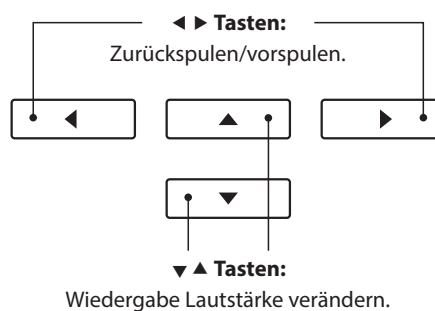 ◀ ▶ Tasten:
Zurückspulen/vorspulen.
▼ ▲ Tasten:
Wiedergabe Lautstärke verändern.